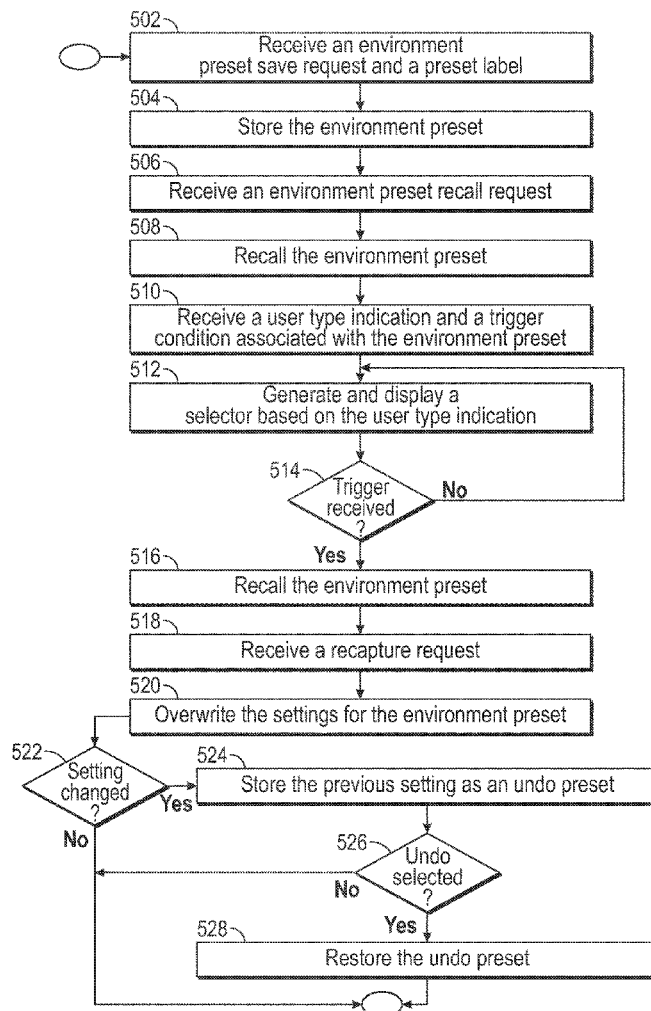 502
Receive an environment
preset save request and a preset label
504
Store the environment preset
506
Receive an environment preset recall request
508
Recall the environment preset
510
Receive a user type indication and a trigger
condition associated with the environment preset
512
Generate and display a
selector based on the user type indication
514
Trigger
received
?
No
Yes
516
Recall the environment preset
518
Receive a recapture request
520
Overwrite the settings for the environment preset
522
Setting
changed
?
Yes
No
524
Store the previous setting as an undo preset
526
Undo
selected
?
No
Yes
528
Restore the undo preset